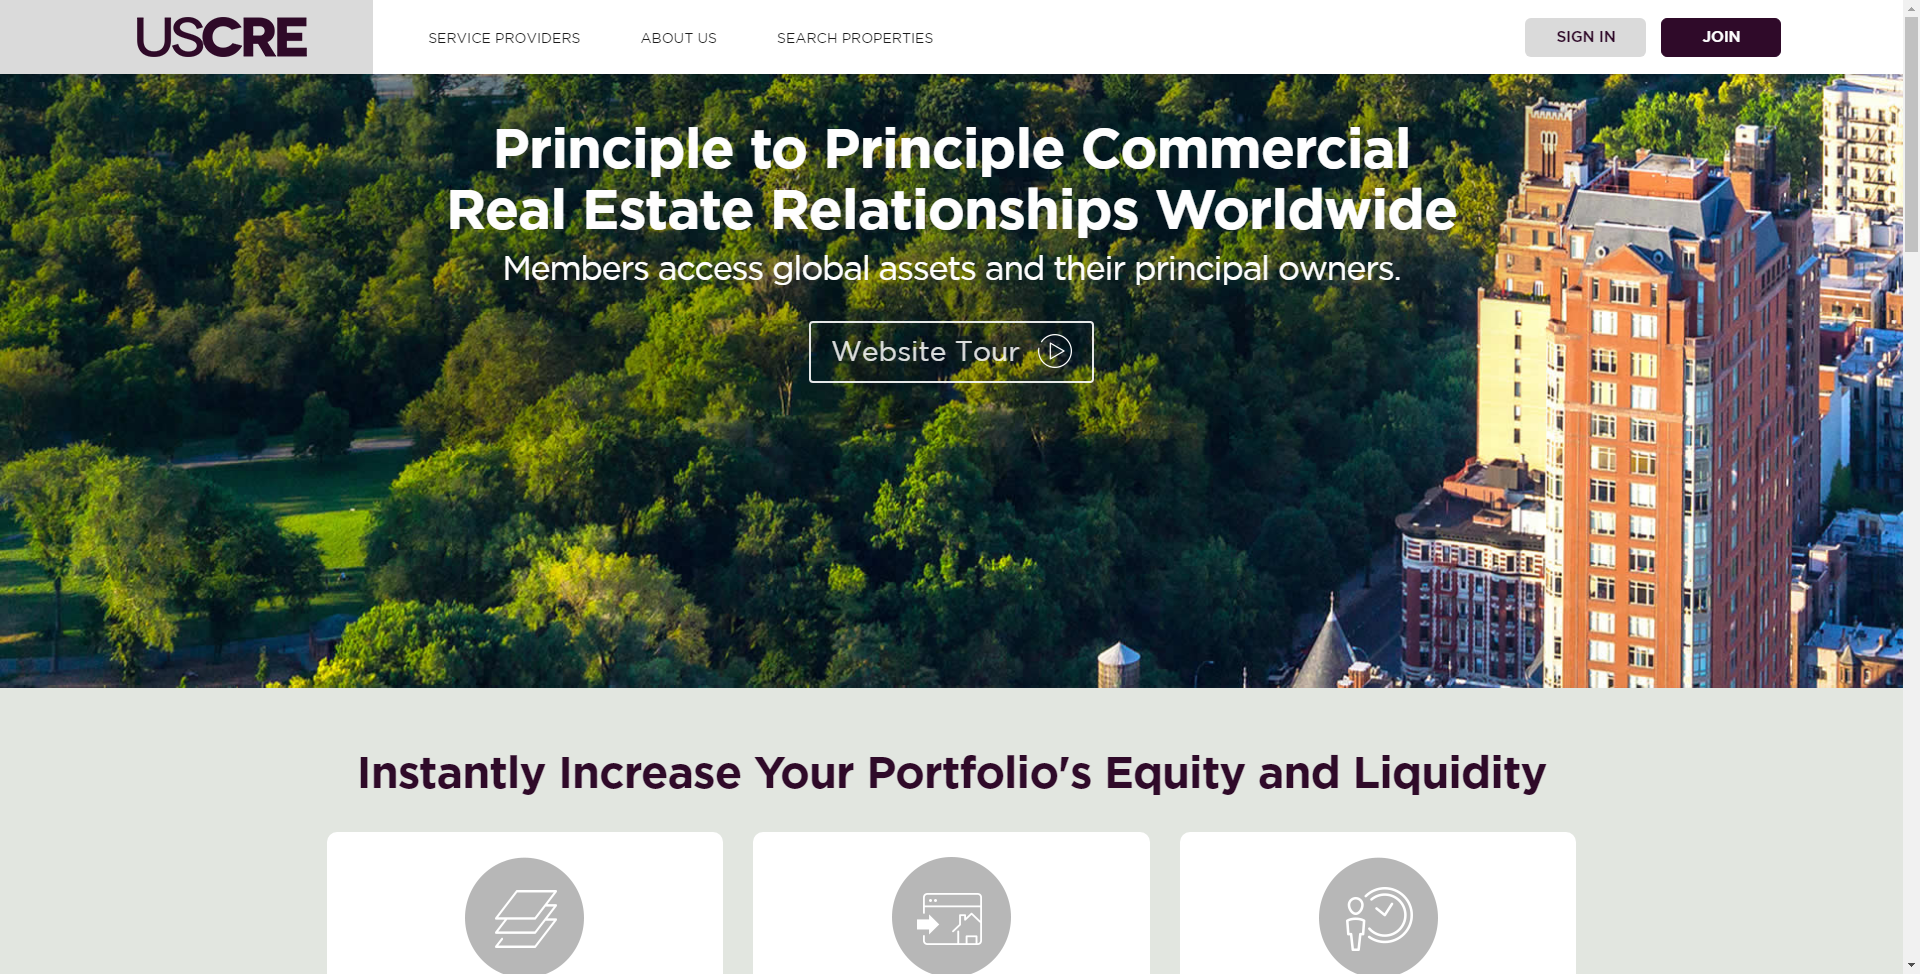 USCRE
SERVICE PROVIDERS
ABOUT US
SEARCH PROPERTIES
SIGN IN
JOIN
Principle to Principle Commercial
Real Estate Relationships Worldwide
Members access global assets and their principal owners.
Website Tour
Instantly Increase Your Portfolio's Equity and Liquidity